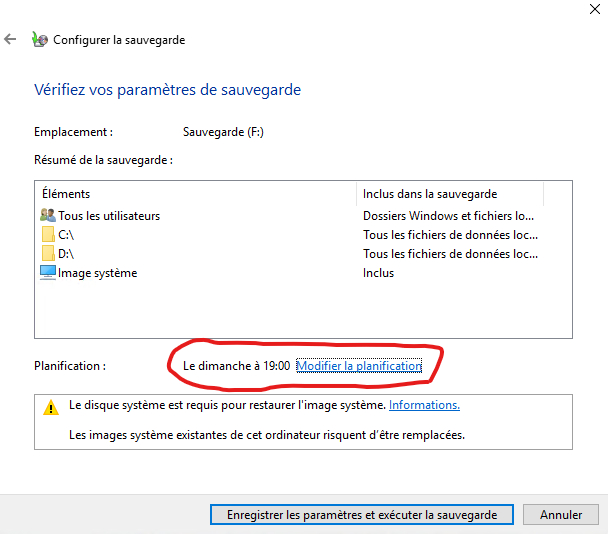 Configurer la sauvegarde
Vérifiez vos paramètres de sauvegarde
Emplacement : Sauvegarde (F:)
Résumé de la sauvegarde :
Éléments Inclus dans la sauvegarde
Tous les utilisateurs Dossiers Windows et fichiers lo...
C:\ Tous les fichiers de données loc...
D:\ Tous les fichiers de données loc...
Image système Inclus
Planification : Le dimanche à 19:00 Modifier la planification
Le disque système est requis pour restaurer l'image système. Informations.
Les images système existantes de cet ordinateur risquent d'être remplacées.
Enregistrer les paramètres et exécuter la sauvegarde Annuler